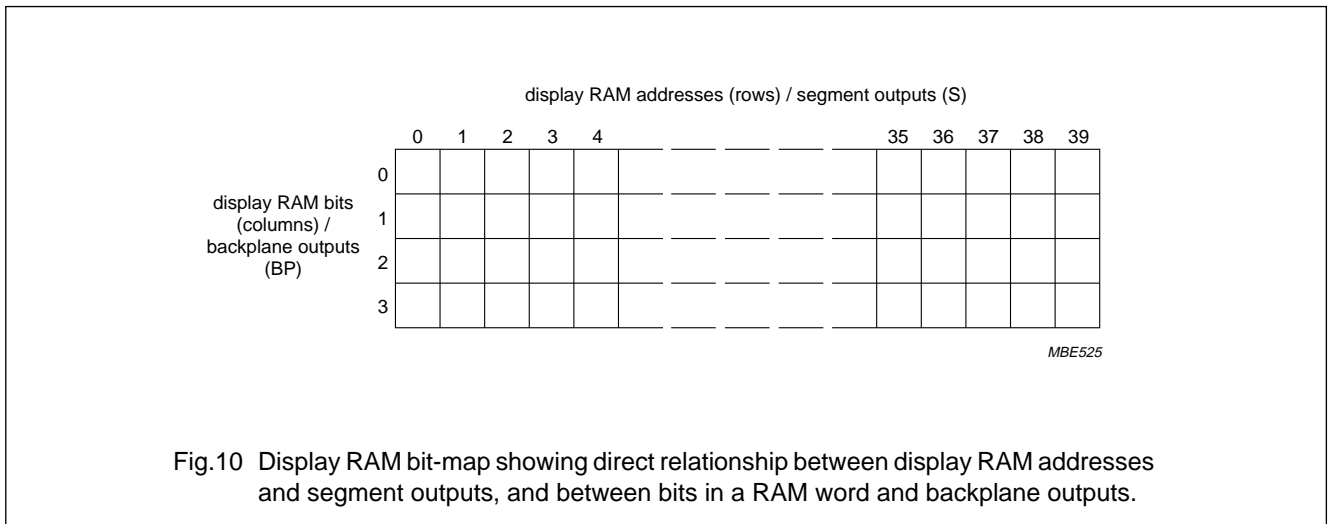 display RAM addresses (rows) / segment outputs (S)
0 1 2 3 4 35 36 37 38 39
0
display RAM bits
(columns) /
backplane outputs
(BP)
1
2
3
MBE525
Fig.10 Display RAM bit-map showing direct relationship between display RAM addresses
and segment outputs, and between bits in a RAM word and backplane outputs.